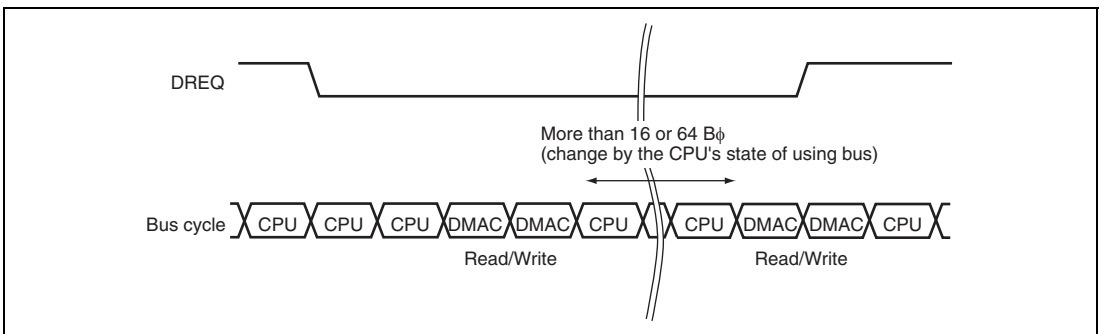 DREQ
More than 16 or 64 Bϕ
(change by the CPU's state of using bus)
Bus cycle CPU CPU CPU DMAC DMAC CPU CPU DMAC DMAC CPU
Read/Write Read/Write